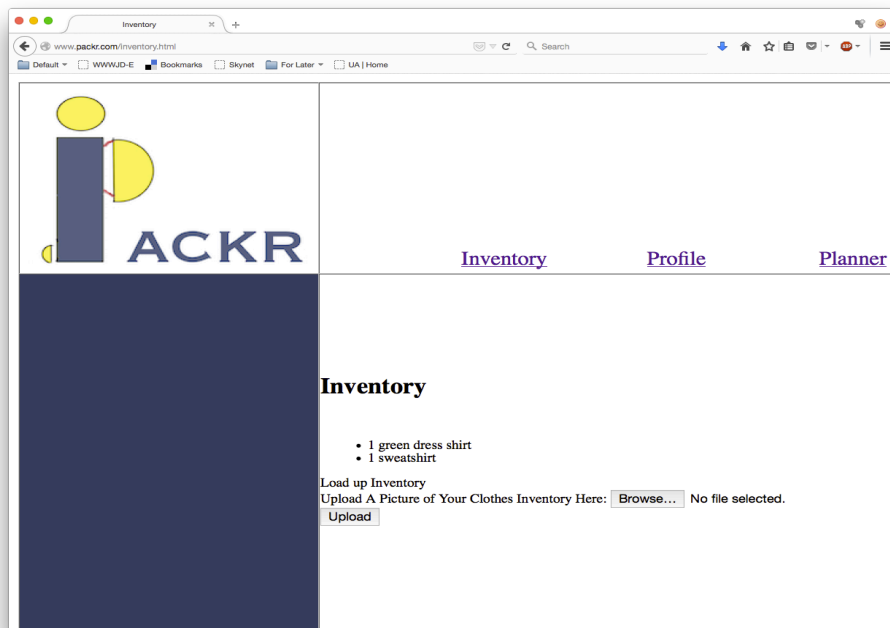 Inventory
www.packr.com/inventory.html
Search
Default
WWWJD-E
Bookmarks
Skynet
For Later
UA | Home
PACKR
Inventory Profile Planner
Inventory
• 1 green dress shirt
• 1 sweatshirt
Load up Inventory
Upload A Picture of Your Clothes Inventory Here: Browse... No file selected.
Upload